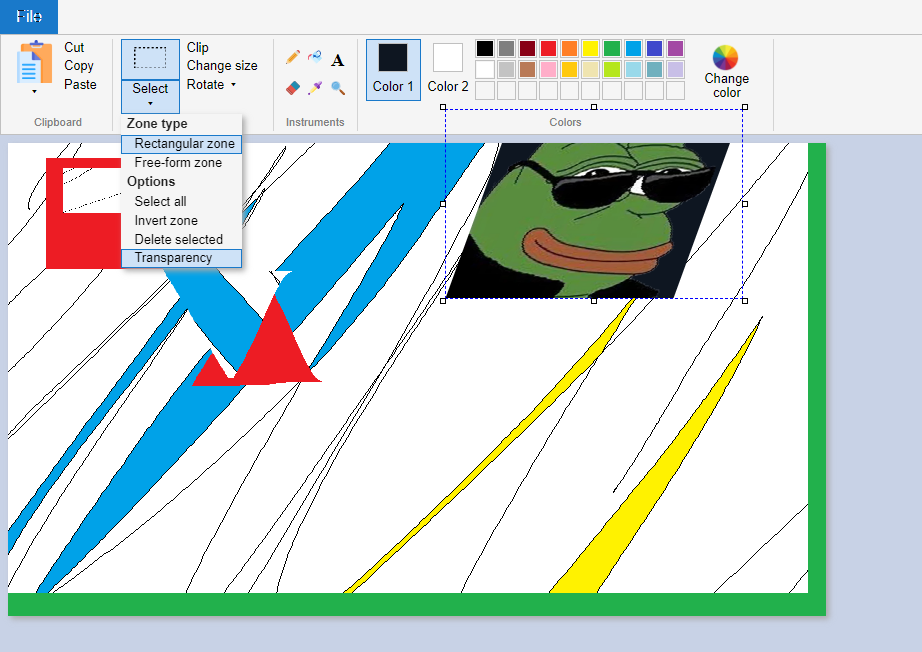 File
Cut
Copy
Paste
Clipboard
Select
Clip
Change size
Rotate
Zone type
Rectangular zone
Free-form zone
Options
Select all
Invert zone
Delete selected
Transparency
A
Instruments
Color 1
Color 2
Change
color
Colors